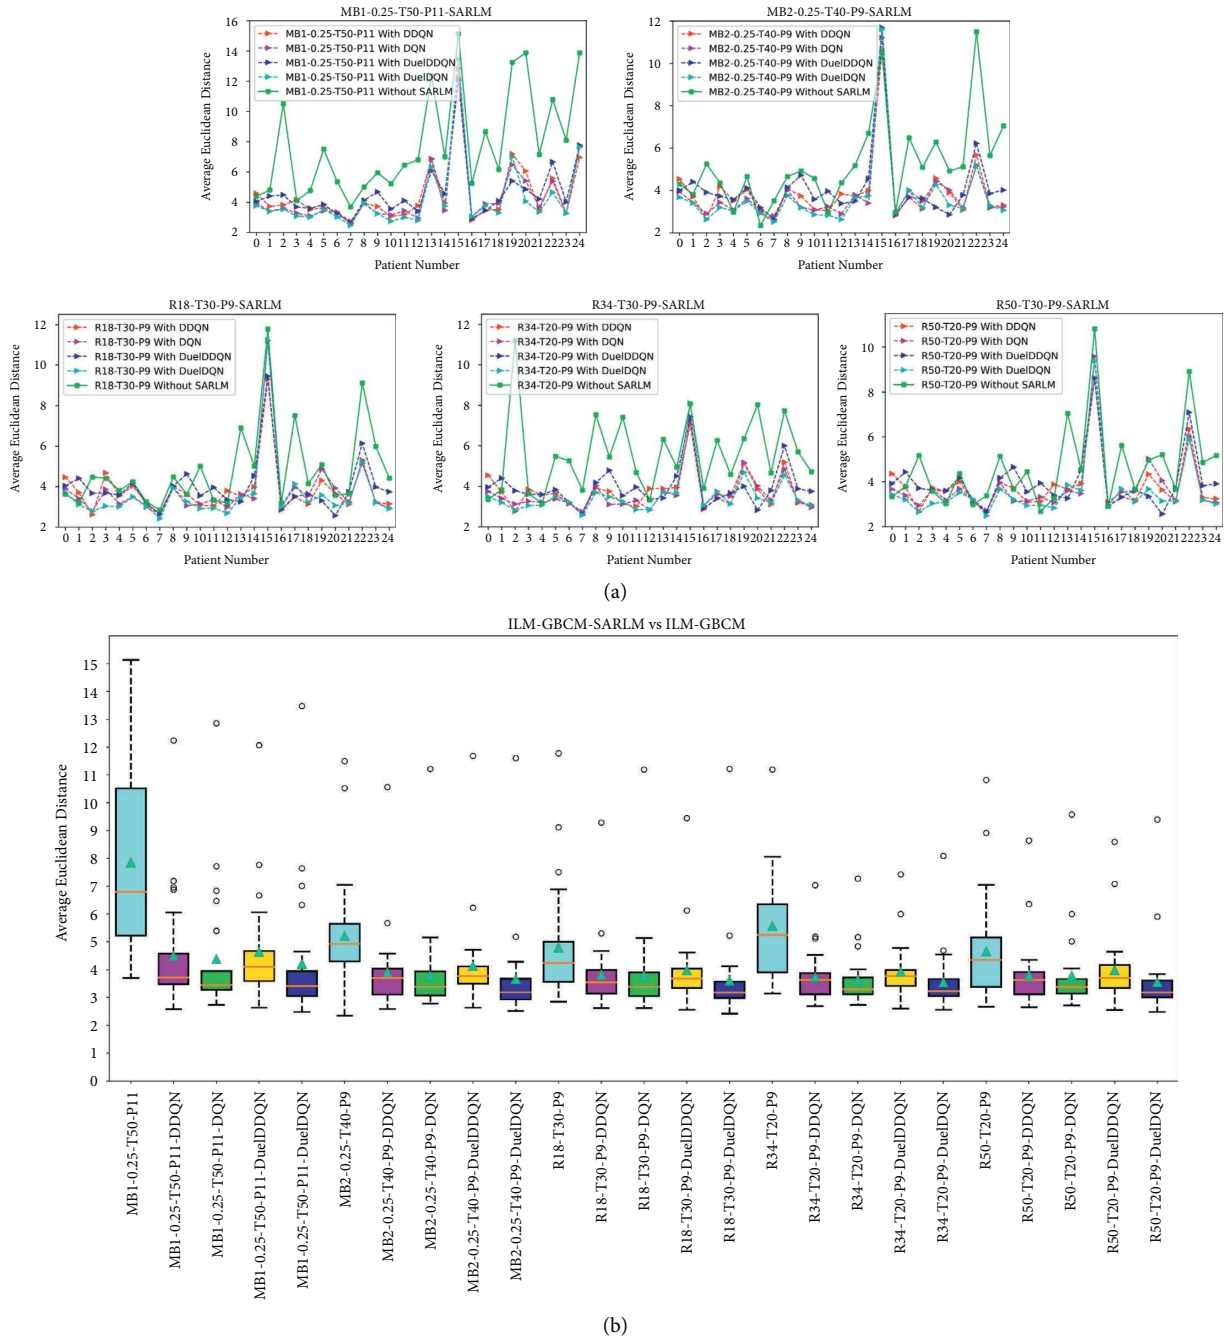 MB1-0.25-T50-P11-SARLM
16
14
12
10
8
6
4
2
Average Euclidean Distance
MB1-0.25-T50-P11 With DDQN
MB1-0.25-T50-P11 With DQN
MB1-0.25-T50-P11 With DuelDDQN
MB1-0.25-T50-P11 With DuelDQN
MB1-0.25-T50-P11 Without SARLM
0 1 2 3 4 5 6 7 8 9 10 11 12 13 14 15 16 17 18 19 20 21 22 23 24
Patient Number
MB2-0.25-T40-P9-SARLM
12
10
8
6
4
2
Average Euclidean Distance
MB2-0.25-T40-P9 With DDQN
MB2-0.25-T40-P9 With DQN
MB2-0.25-T40-P9 With DuelDDQN
MB2-0.25-T40-P9 With DuelDQN
MB2-0.25-T40-P9 Without SARLM
0 1 2 3 4 5 6 7 8 9 10 11 12 13 14 15 16 17 18 19 20 21 22 23 24
Patient Number
R18-T30-P9-SARLM
12
10
8
6
4
2
Average Euclidean Distance
R18-T30-P9 With DDQN
R18-T30-P9 With DQN
R18-T30-P9 With DuelDDQN
R18-T30-P9 With DuelDQN
R18-T30-P9 Without SARLM
0 1 2 3 4 5 6 7 8 9 10 11 12 13 14 15 16 17 18 19 20 21 22 23 24
Patient Number
R34-T30-P9-SARLM
12
10
8
6
4
2
Average Euclidean Distance
R34-T20-P9 With DDQN
R34-T20-P9 With DQN
R34-T20-P9 With DuelDDQN
R34-T20-P9 With DuelDQN
R34-T20-P9 Without SARLM
0 1 2 3 4 5 6 7 8 9 10 11 12 13 14 15 16 17 18 19 20 21 22 23 24
Patient Number
R50-T30-P9-SARLM
10
8
6
4
2
Average Euclidean Distance
R50-T20-P9 With DDQN
R50-T20-P9 With DQN
R50-T20-P9 With DuelDDQN
R50-T20-P9 With DuelDQN
R50-T20-P9 Without SARLM
0 1 2 3 4 5 6 7 8 9 10 11 12 13 14 15 16 17 18 19 20 21 22 23 24
Patient Number
(a)
ILM-GBCM-SARLM vs ILM-GBCM
15
14
13
12
11
10
9
8
7
6
5
4
3
2
1
0
Average Euclidean Distance
MB1-0.25-T50-P11
MB1-0.25-T50-P11-DDQN
MB1-0.25-T50-P11-DQN
MB1-0.25-T50-P11-DuelDDQN
MB1-0.25-T50-P11-DuelDQN
MB2-0.25-T40-P9
MB2-0.25-T40-P9-DDQN
MB2-0.25-T40-P9-DQN
MB2-0.25-T40-P9-DuelDDQN
MB2-0.25-T40-P9-DuelDQN
R18-T30-P9
R18-T30-P9-DDQN
R18-T30-P9-DQN
R18-T30-P9-DuelDDQN
R18-T30-P9-DuelDQN
R34-T20-P9
R34-T20-P9-DDQN
R34-T20-P9-DQN
R34-T20-P9-DuelDDQN
R34-T20-P9-DuelDQN
R50-T20-P9
R50-T20-P9-DDQN
R50-T20-P9-DQN
R50-T20-P9-DuelDDQN
R50-T20-P9-DuelDQN
(b)